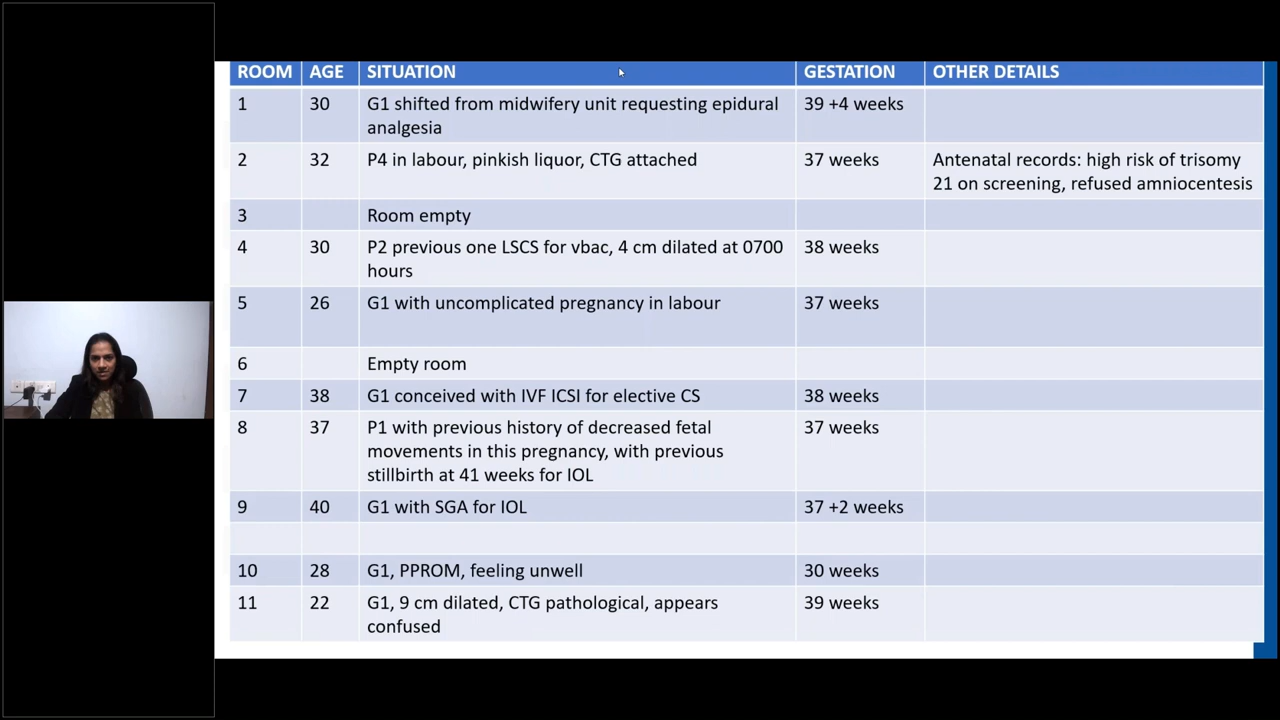 ROOM AGE SITUATION GESTATION OTHER DETAILS
1 30 G1 shifted from midwifery unit requesting epidural analgesia 39 +4 weeks
2 32 P4 in labour, pinkish liquor, CTG attached 37 weeks Antenatal records: high risk of trisomy 21 on screening, refused amniocentesis
3 Room empty
4 30 P2 previous one LSCS for vbac, 4 cm dilated at 0700 hours 38 weeks
5 26 G1 with uncomplicated pregnancy in labour 37 weeks
6 Empty room
7 38 G1 conceived with IVF ICSI for elective CS 38 weeks
8 37 P1 with previous history of decreased fetal movements in this pregnancy, with previous stillbirth at 41 weeks for IOL 37 weeks
9 40 G1 with SGA for IOL 37 +2 weeks
10 28 G1, PPROM, feeling unwell 30 weeks
11 22 G1, 9 cm dilated, CTG pathological, appears confused 39 weeks